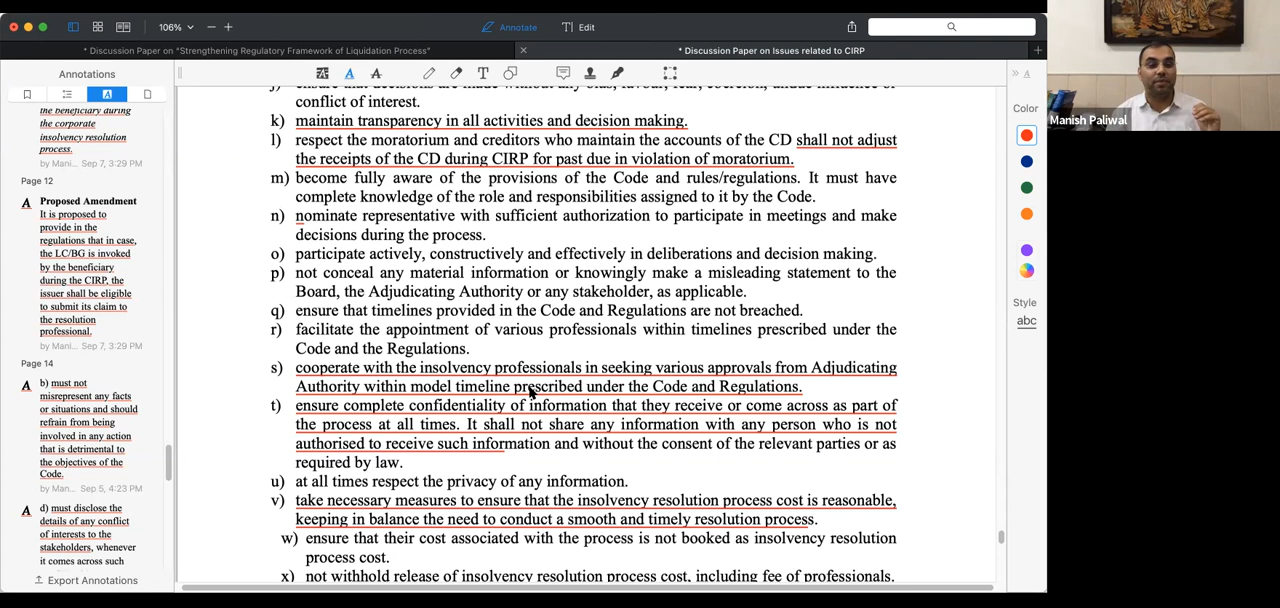 106%
Annotate
Edit
* Discussion Paper on "Strengthening Regulatory Framework of Liquidation Process"
* Discussion Paper on Issues related to CIRP
Annotations
the beneficiary during
the corporate
insolvency resolution
process.
by Mani... Sep 7, 3:29 PM
Page 12
Proposed Amendment
It is proposed to
provide in the
regulations that in case,
the LC/BG is invoked
by the beneficiary
during the CIRP, the
issuer shall be eligible
to submit its claim to
the resolution
professional.
by Mani... Sep 7, 3:29 PM
Page 14
b) must not
misrepresent any facts
or situations and should
refrain from being
involved in any action
that is detrimental to
the objectives of the
Code.
by Man... Sep 5, 4:23 PM
d) must disclose the
details of any conflict
of interests to the
stakeholders, whenever
it comes across such
Export Annotations
j) ensure that decisions are made without any bias, favour, fear, coercion, undue influence or
conflict of interest.
k) maintain transparency in all activities and decision making.
l) respect the moratorium and creditors who maintain the accounts of the CD shall not adjust
the receipts of the CD during CIRP for past due in violation of moratorium.
m) become fully aware of the provisions of the Code and rules/regulations. It must have
complete knowledge of the role and responsibilities assigned to it by the Code.
n) nominate representative with sufficient authorization to participate in meetings and make
decisions during the process.
o) participate actively, constructively and effectively in deliberations and decision making.
p) not conceal any material information or knowingly make a misleading statement to the
Board, the Adjudicating Authority or any stakeholder, as applicable.
q) ensure that timelines provided in the Code and Regulations are not breached.
r) facilitate the appointment of various professionals within timelines prescribed under the
Code and the Regulations.
s) cooperate with the insolvency professionals in seeking various approvals from Adjudicating
Authority within model timeline prescribed under the Code and Regulations.
t) ensure complete confidentiality of information that they receive or come across as part of
the process at all times. It shall not share any information with any person who is not
authorised to receive such information and without the consent of the relevant parties or as
required by law.
u) at all times respect the privacy of any information.
v) take necessary measures to ensure that the insolvency resolution process cost is reasonable,
keeping in balance the need to conduct a smooth and timely resolution process.
w) ensure that their cost associated with the process is not booked as insolvency resolution
process cost.
x) not withhold release of insolvency resolution process cost, including fee of professionals.
Color
Style
abc
Manish Paliwal